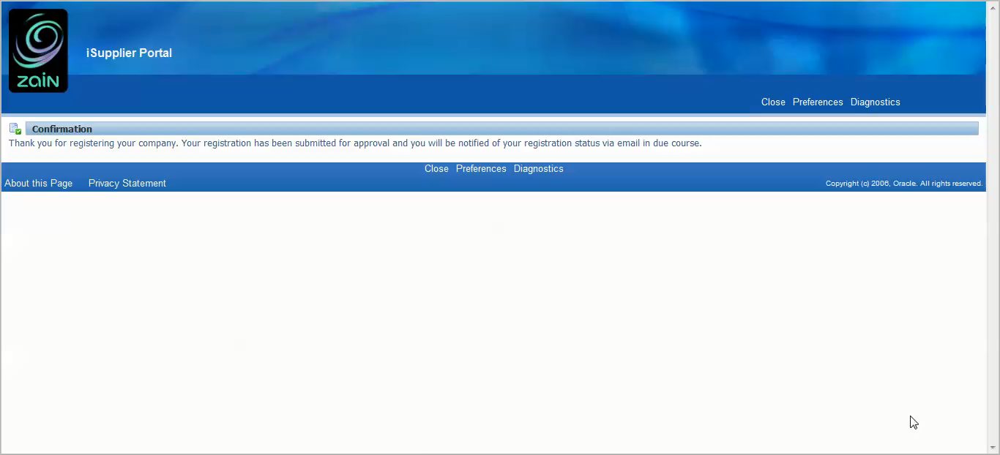 zain
iSupplier Portal
Close Preferences Diagnostics
Confirmation
Thank you for registering your company. Your registration has been submitted for approval and you will be notified of your registration status via email in due course.
Close Preferences Diagnostics
About this Page Privacy Statement
Copyright (c) 2006, Oracle. All rights reserved.